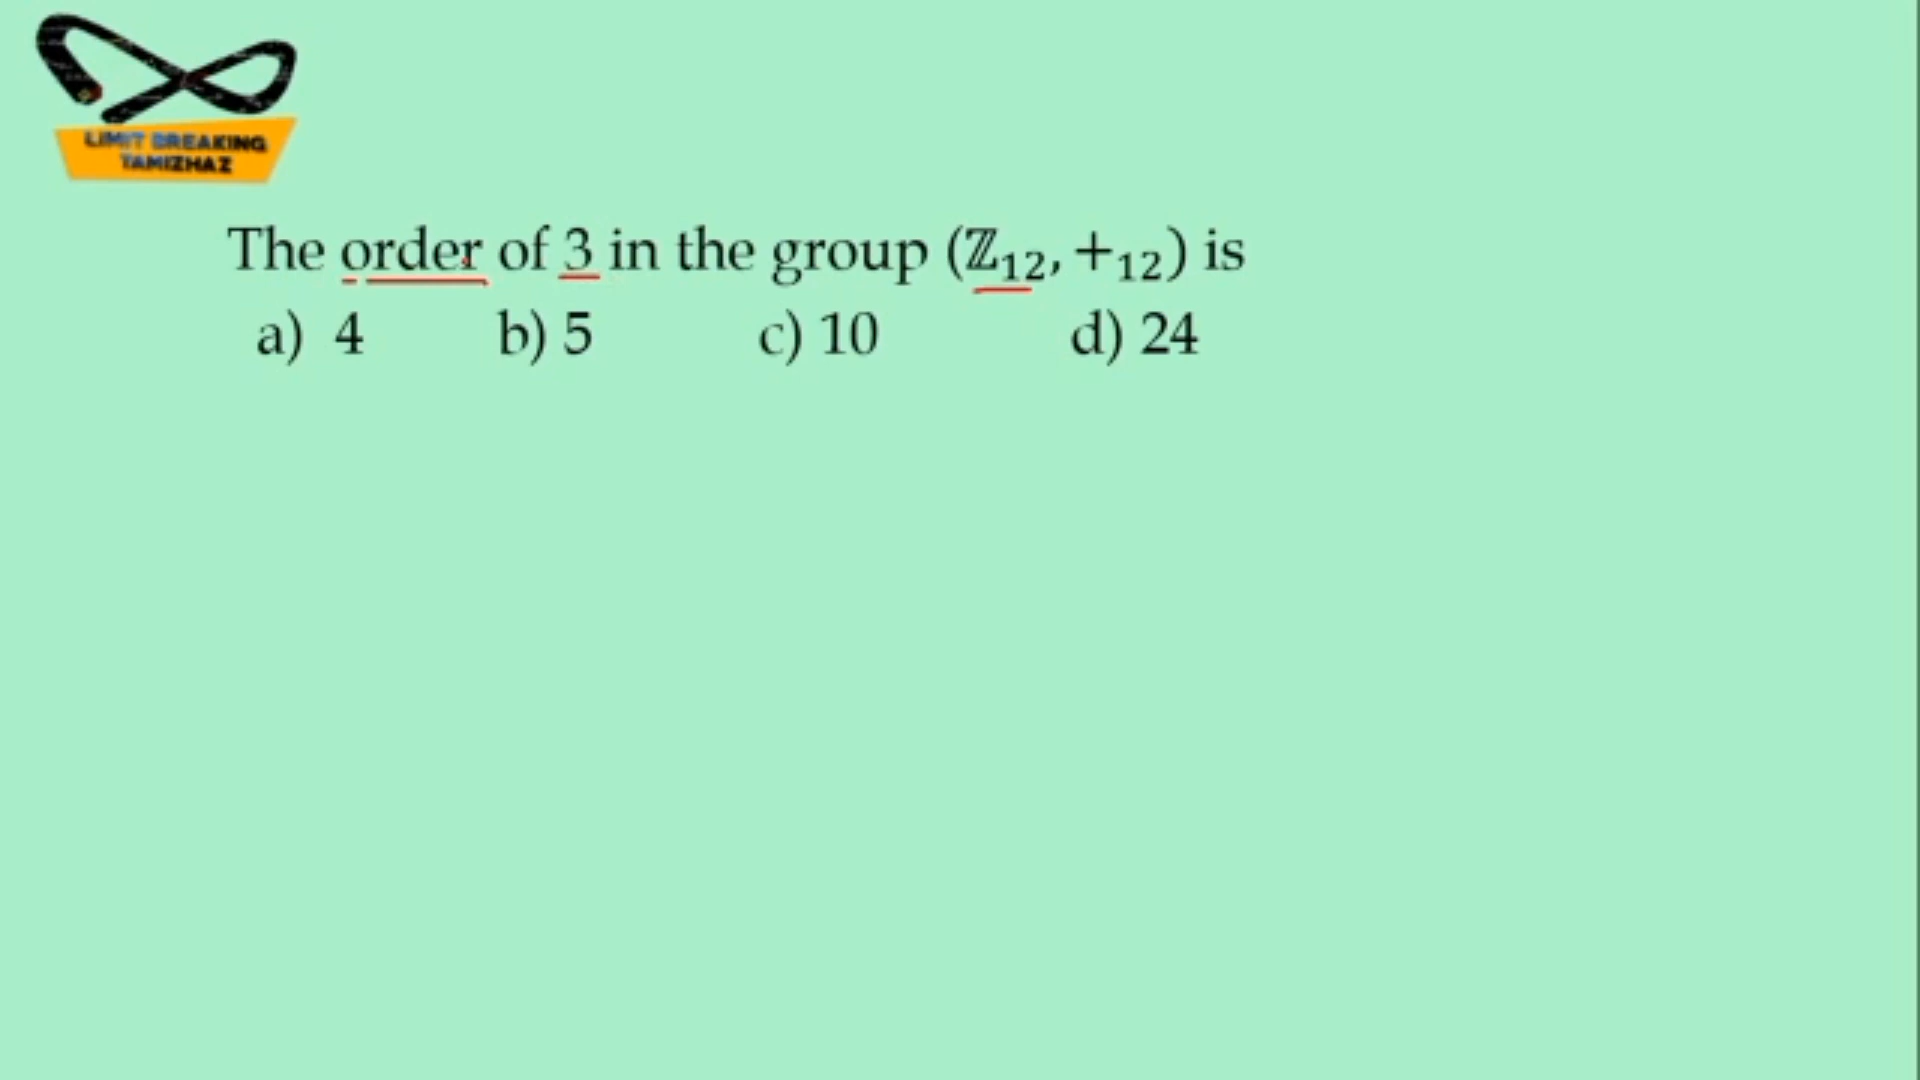 LIMIT BREAKING
TAMIZHAZ
The order of 3 in the group (ℤ₁₂, +₁₂) is
a) 4 b) 5 c) 10 d) 24